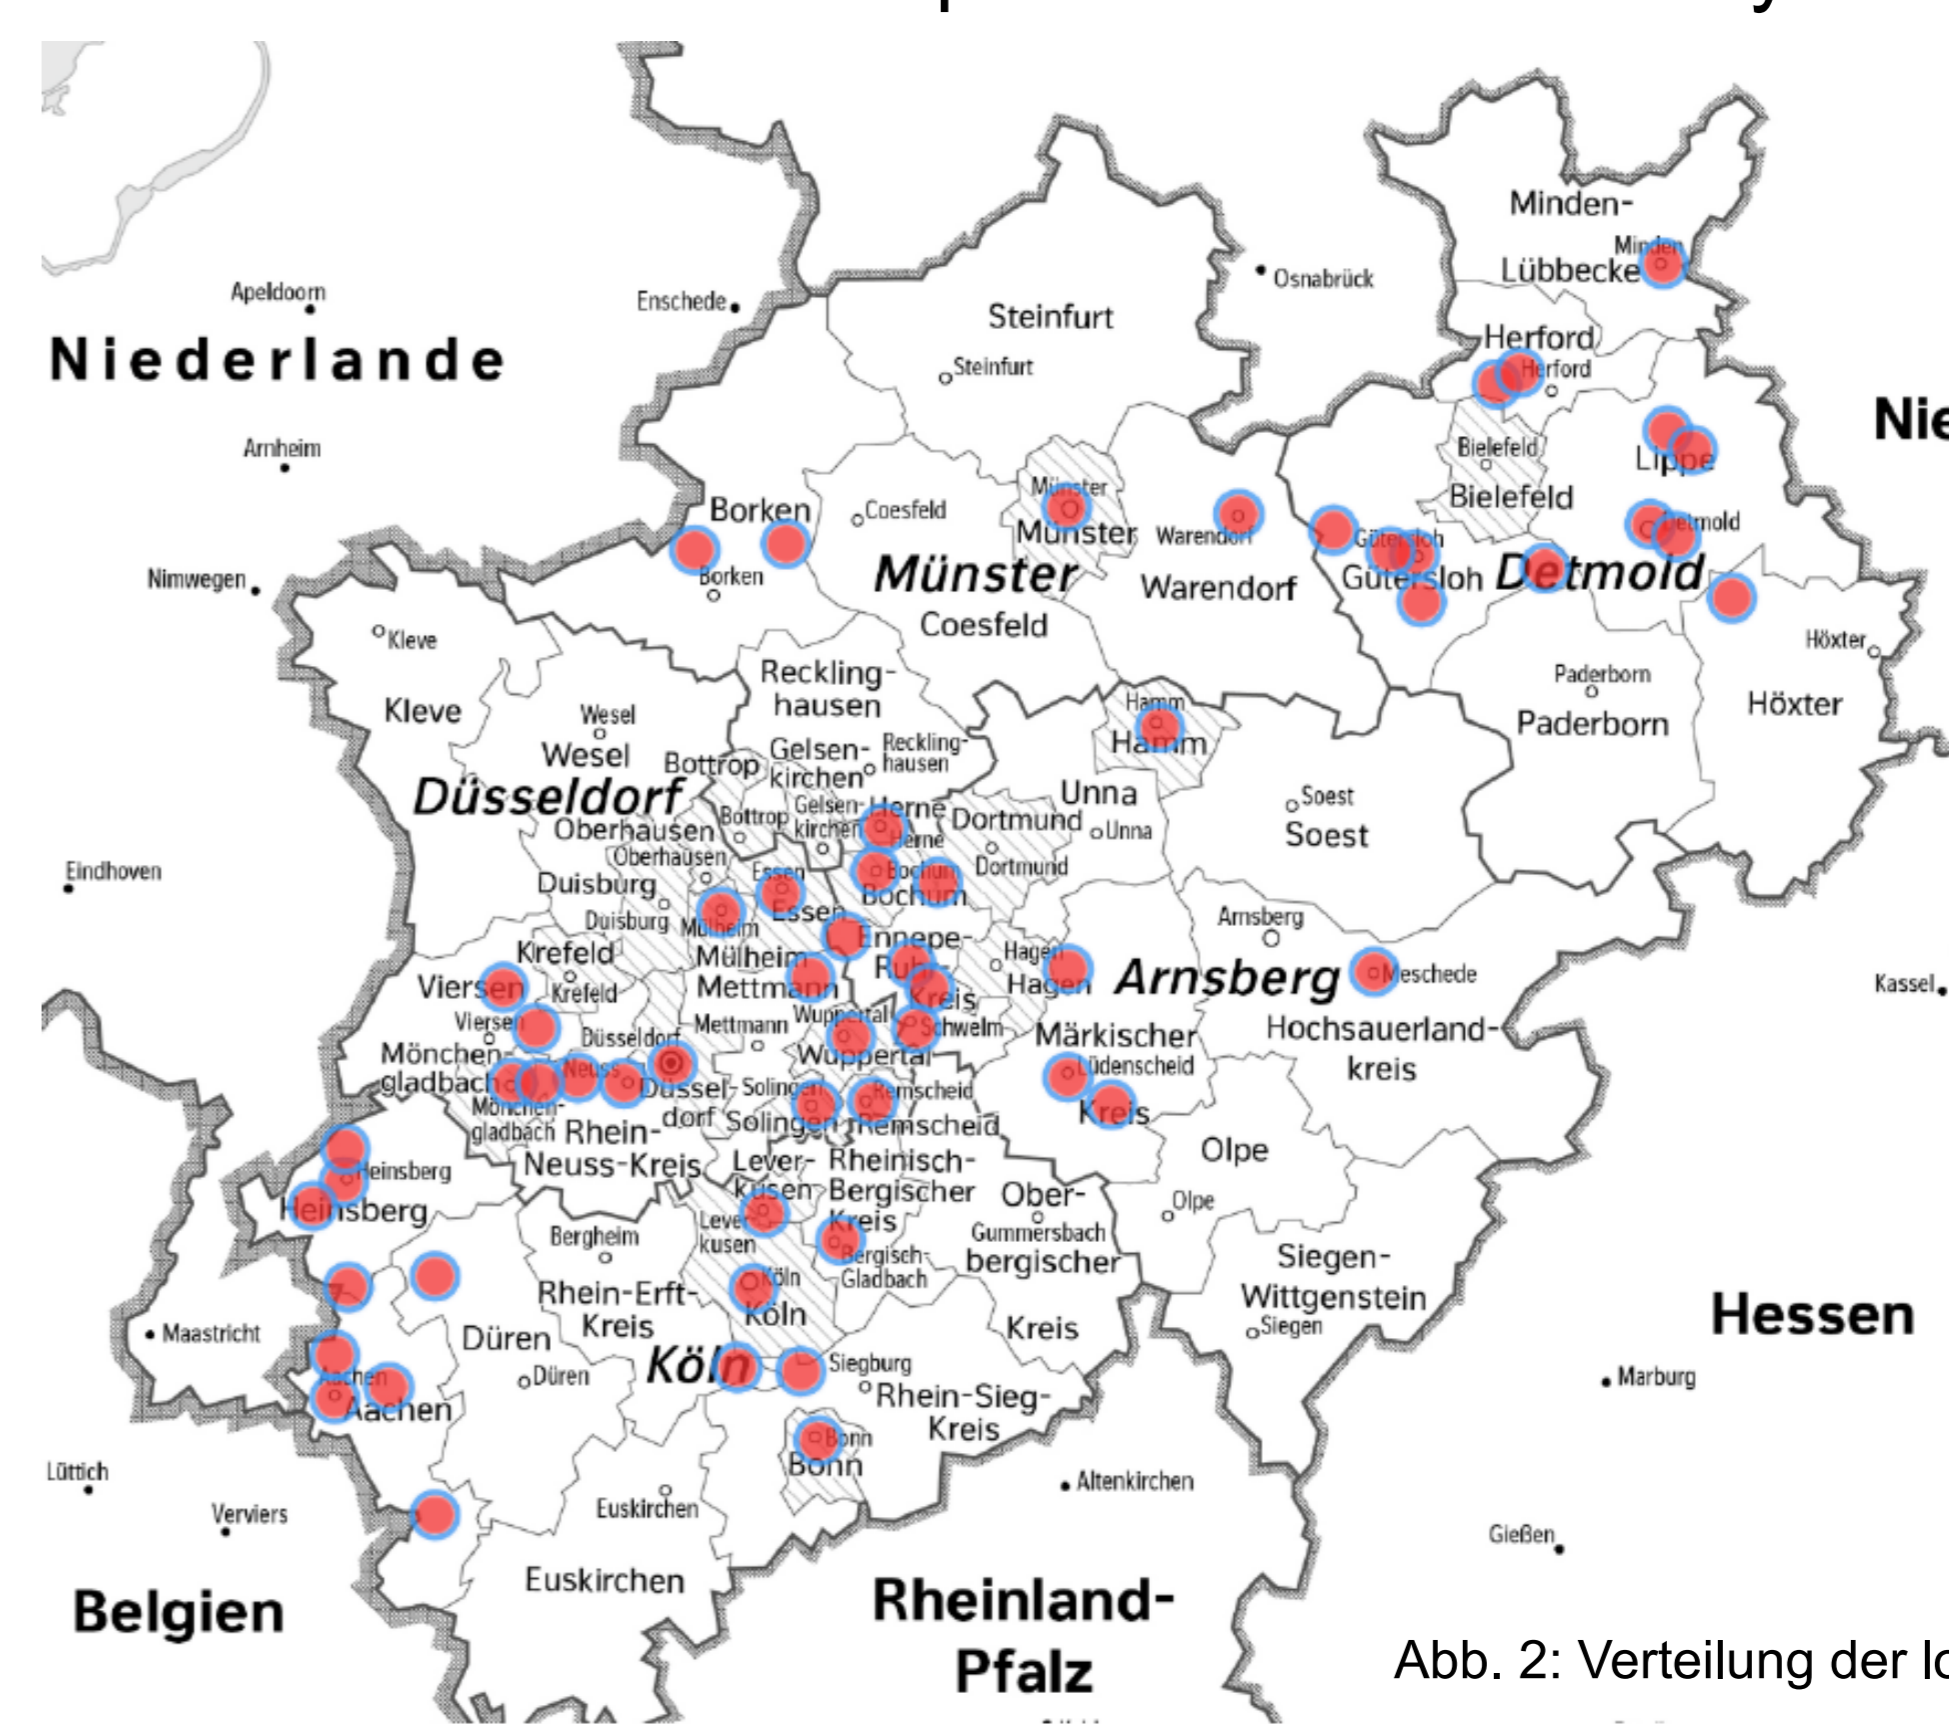 Minden-
Minden
Lübbecke
Osnabrück
Apeldoorn
Enschede
Steinfurt
Herford
Niederlande
Steinfurt
Herford
Nie
Arnheim
Bielefeld
Lippe
Münster
Borken
Coesfeld
Bielefeld
Münster
Warendorf
Gütersloh
Detmold
Nimwegen
Borken
Münster
Warendorf
Gütersloh
Detmold
Coesfeld
Kleve
Höxter
Reckling-
hausen
Paderborn
Kleve
Wesel
Hamm
Höxter
Paderborn
Wesel
Bottrop
Gelsen-
kirchen
Reckling-
hausen
Hamm
Düsseldorf
Unna
Soest
Oberhausen
Bottrop
Gelsen-
kirchen
Herne
Herne
Dortmund
Unna
Soest
Oberhausen
Dortmund
Eindhoven
Duisburg
Essen
Bochum
Bochum
Duisburg
Mülheim
Essen
Arnsberg
Krefeld
Mülheim
Ennepe-
Ruhr-
Kreis
Hagen
Hagen
Arnsberg
Meschede
Viersen
Krefeld
Mettmann
Kassel
Viersen
Düsseldorf
Mettmann
Wuppertal
Schwelm
Märkischer
Hochsauerland-
kreis
Mönchen-
gladbach
Wuppertal
Neuss
Düssel-
dorf
Solingen
Remscheid
Lüdenscheid
Mönchen-
gladbach
Solingen
Remscheid
Kreis
Rhein-
Neuss-Kreis
Olpe
Heinsberg
Lever-
kusen
Rheinisch-
Bergischer
Kreis
Ober-
Olpe
Heinsberg
Bergheim
Lever-
kusen
Gummersbach
bergischer
Kreis
Bergisch-
Gladbach
Siegen-
Wittgenstein
Rhein-Erft-
Kreis
Köln
Köln
Hessen
Maastricht
Düren
Siegen
Köln
Siegburg
Aachen
Düren
Marburg
Aachen
Rhein-Sieg-
Kreis
Bonn
Bonn
Lüttich
Altenkirchen
Verviers
Euskirchen
Gießen
Euskirchen
Belgien
Rheinland-
Pfalz
Abb. 2: Verteilung der